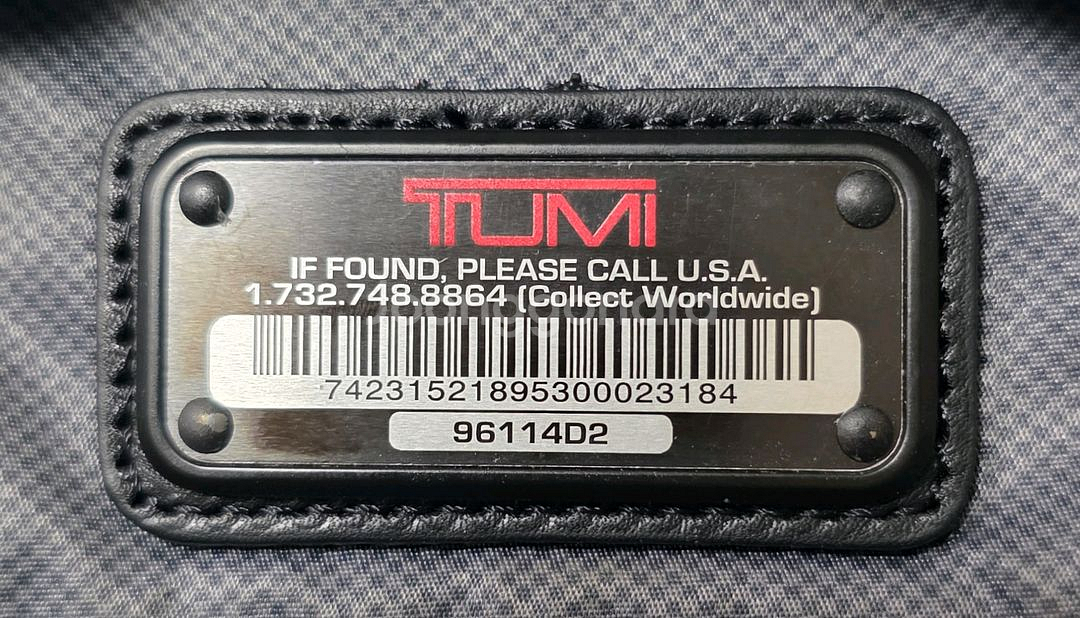 TUMI
IF FOUND, PLEASE CALL U.S.A.
1.732.748.8864 (Collect Worldwide)
74231521895300023184
96114D2